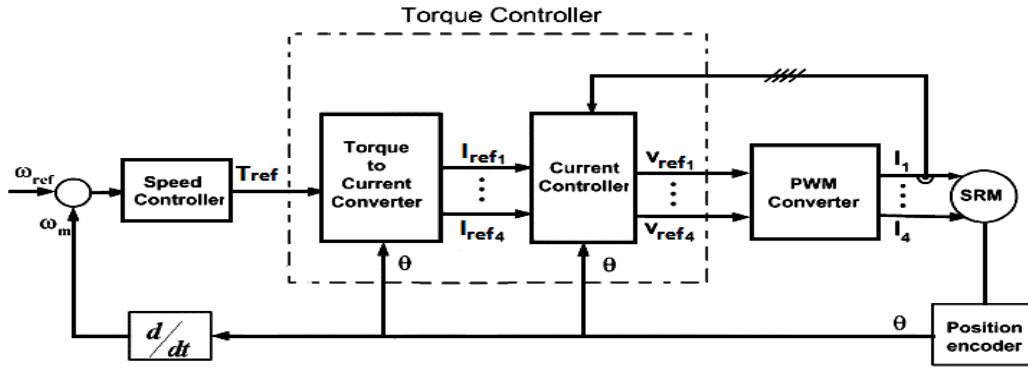 Torque Controller
ω_ref
ω_m
Speed
Controller
Tref
Torque
to
Current
Converter
θ
I_ref1
⋮
I_ref4
Current
Controller
θ
v_ref1
⋮
v_ref4
PWM
Converter
I_1
⋮
I_4
SRM
d/dt
θ
Position
encoder